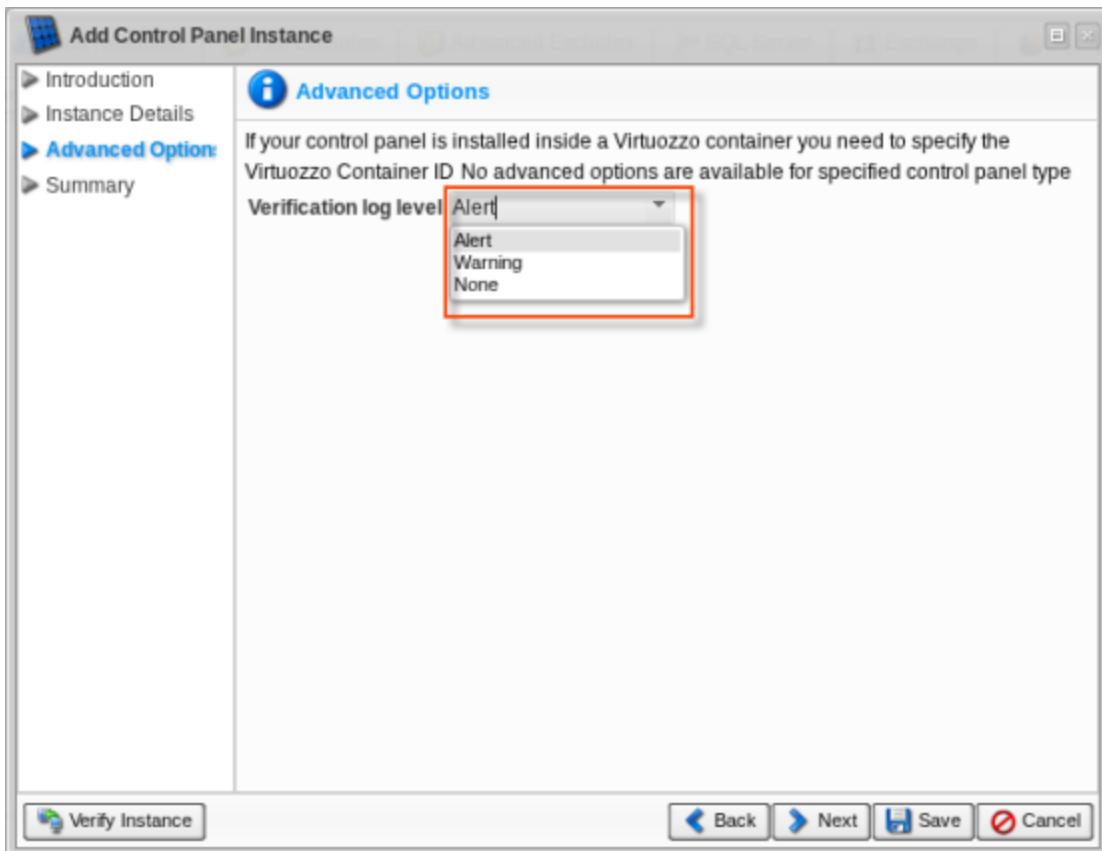 Add Control Panel Instance
Introduction
Instance Details
Advanced Option
Summary
Advanced Options
If your control panel is installed inside a Virtuozzo container you need to specify the
Virtuozzo Container ID No advanced options are available for specified control panel type
Verification log level Alert
Alert
Warning
None
Verify Instance
Back
Next
Save
Cancel